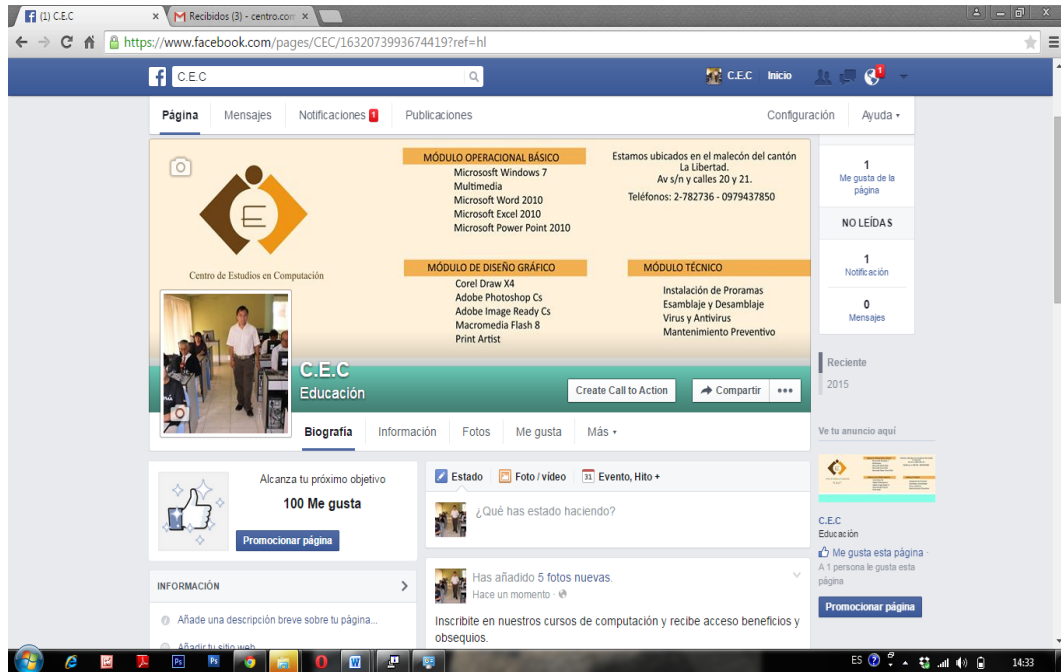 (1) C.E.C
Recibidos (3) - centro.com
https://www.facebook.com/pages/CEC/1632073993674419?ref=hl
C.E.C
C.E.C Inicio
1
Página Mensajes Notificaciones 1 Publicaciones Configuración Ayuda
MÓDULO OPERACIONAL BÁSICO
Micrososft Windows 7
Multimedia
Microsoft Word 2010
Microsoft Excel 2010
Microsoft Power Point 2010
Estamos ubicados en el malecón del cantón
La Libertad.
Av s/n y calles 20 y 21.
Teléfonos: 2-782736 - 0979437850
CE
Centro de Estudios en Computación
MÓDULO DE DISEÑO GRÁFICO
Corel Draw X4
Adobe Photoshop Cs
Adobe Image Ready Cs
Macromedia Flash 8
Print Artist
MÓDULO TÉCNICO
Instalación de Proramas
Esamblaje y Desamblaje
Virus y Antivirus
Mantenimiento Preventivo
C.E.C
Educación
Create Call to Action Compartir •••
Biografía Información Fotos Me gusta Más
1
Me gusta de la
página
NO LEÍDAS
1
Notificación
0
Mensajes
Reciente
2015
Ve tu anuncio aquí
C.E.C
Educación
Me gusta esta página ·
A 1 persona le gusta esta
página
Promocionar página
Alcanza tu próximo objetivo
100 Me gusta
Promocionar página
INFORMACIÓN
Añade una descripción breve sobre tu página...
Añadir tu sitio web
Estado Foto / vídeo 31 Evento, Hito +
¿Qué has estado haciendo?
Has añadido 5 fotos nuevas.
Hace un momento ·
Inscribite en nuestros cursos de computación y recibe acceso beneficios y
obsequios.
Ps Ps W
ES 14:33